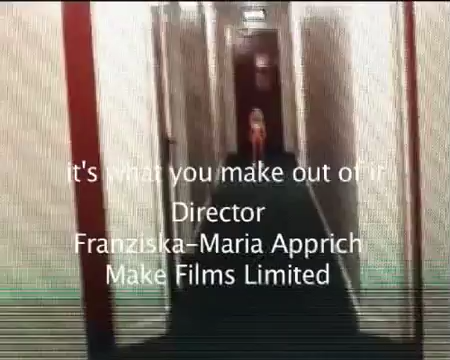 it's what you make out of it
Director
Franziska-Maria Apprich
Make Films Limited